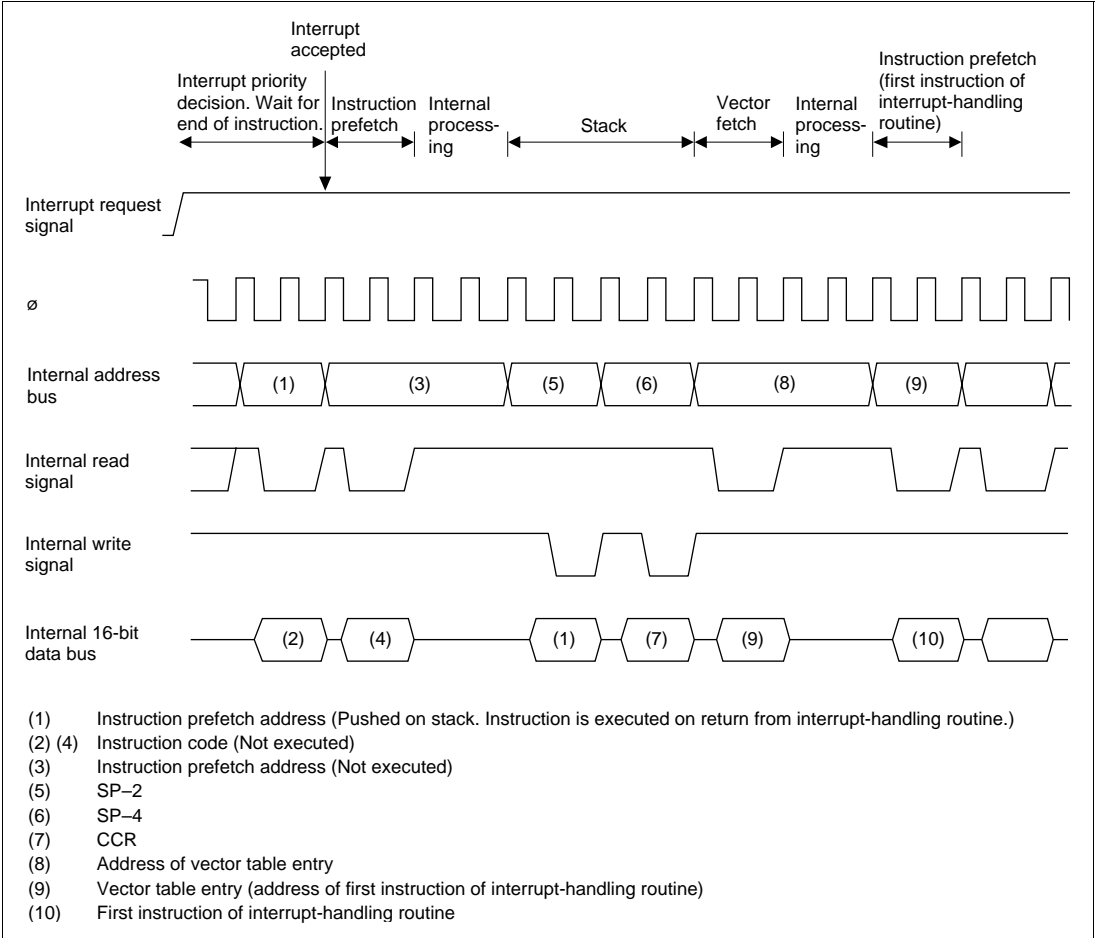 Interrupt
accepted
Interrupt priority
decision. Wait for
end of instruction.
Instruction
prefetch
Internal
process-
ing
Stack
Vector
fetch
Internal
process-
ing
Instruction prefetch
(first instruction of
interrupt-handling
routine)
Interrupt request
signal
ø
Internal address
bus
(1) (3) (5) (6) (8) (9)
Internal read
signal
Internal write
signal
Internal 16-bit
data bus
(2) (4) (1) (7) (9) (10)
(1) Instruction prefetch address (Pushed on stack. Instruction is executed on return from interrupt-handling routine.)
(2) (4) Instruction code (Not executed)
(3) Instruction prefetch address (Not executed)
(5) SP–2
(6) SP–4
(7) CCR
(8) Address of vector table entry
(9) Vector table entry (address of first instruction of interrupt-handling routine)
(10) First instruction of interrupt-handling routine